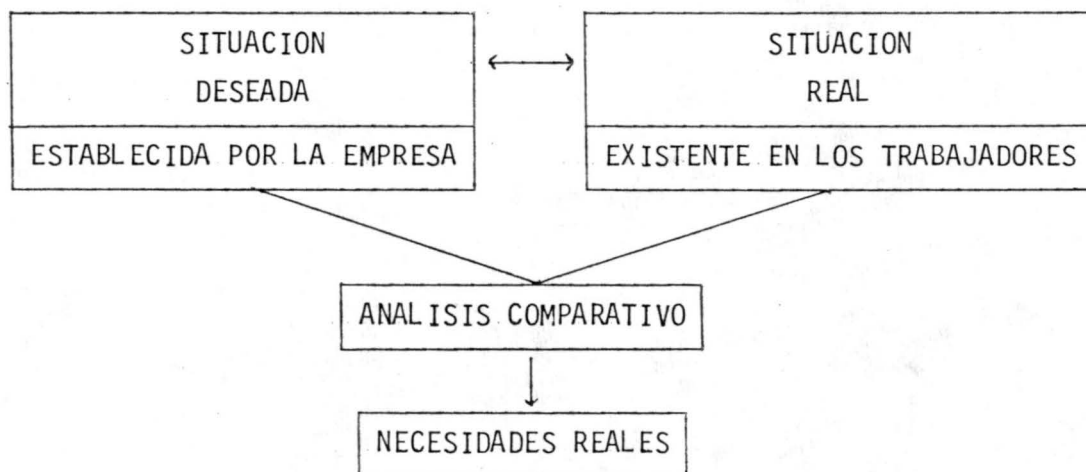 SITUACION
DESEADA
ESTABLECIDA POR LA EMPRESA
SITUACION
REAL
EXISTENTE EN LOS TRABAJADORES
ANALISIS COMPARATIVO
NECESIDADES REALES